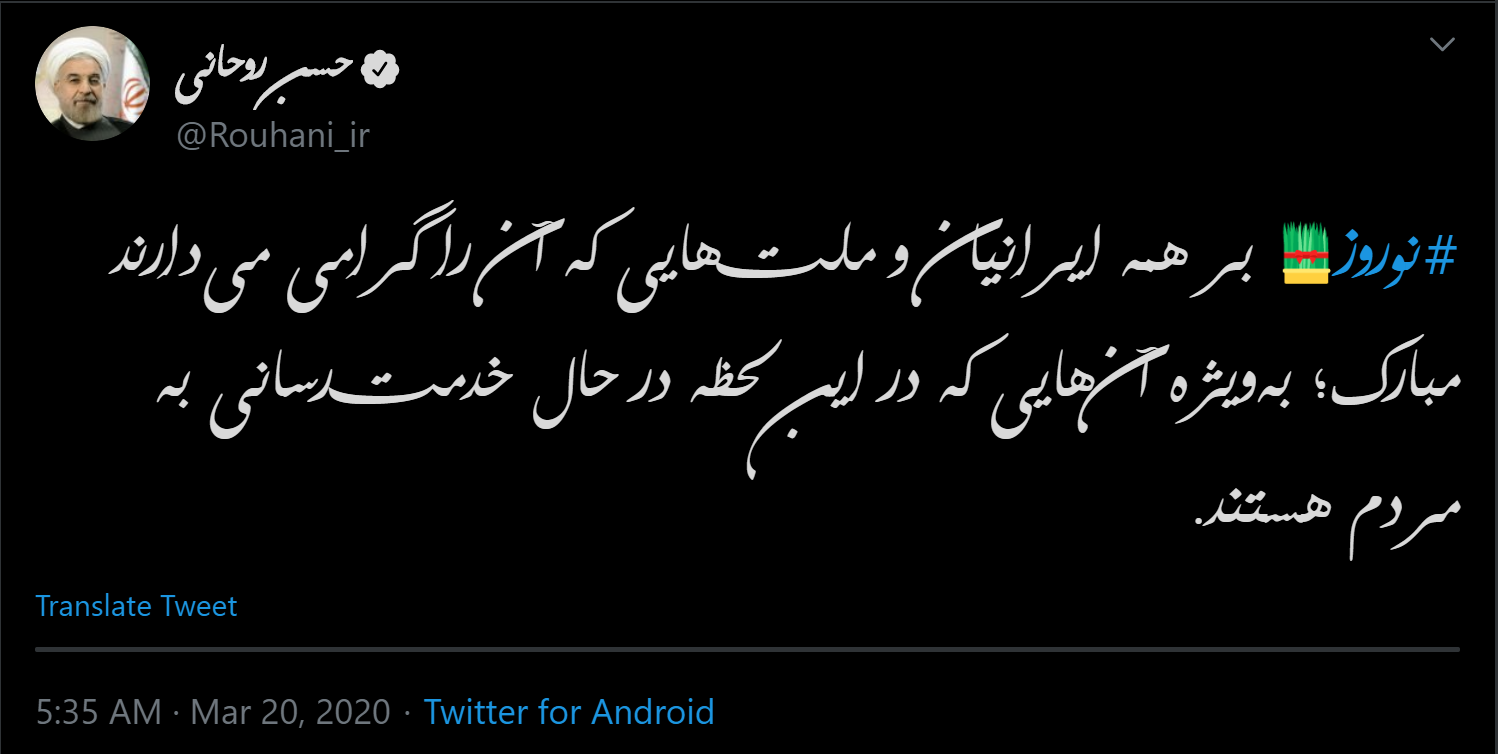 حسن روحانی
@Rouhani_ir
#نوروز بر همه ایرانیان و ملت‌هایی که آن را گرامی می‌دارند
مبارک؛ به‌ویژه آن‌هایی که در این لحظه در حال خدمت‌رسانی به
مردم هستند.
Translate Tweet
5:35 AM · Mar 20, 2020 · Twitter for Android